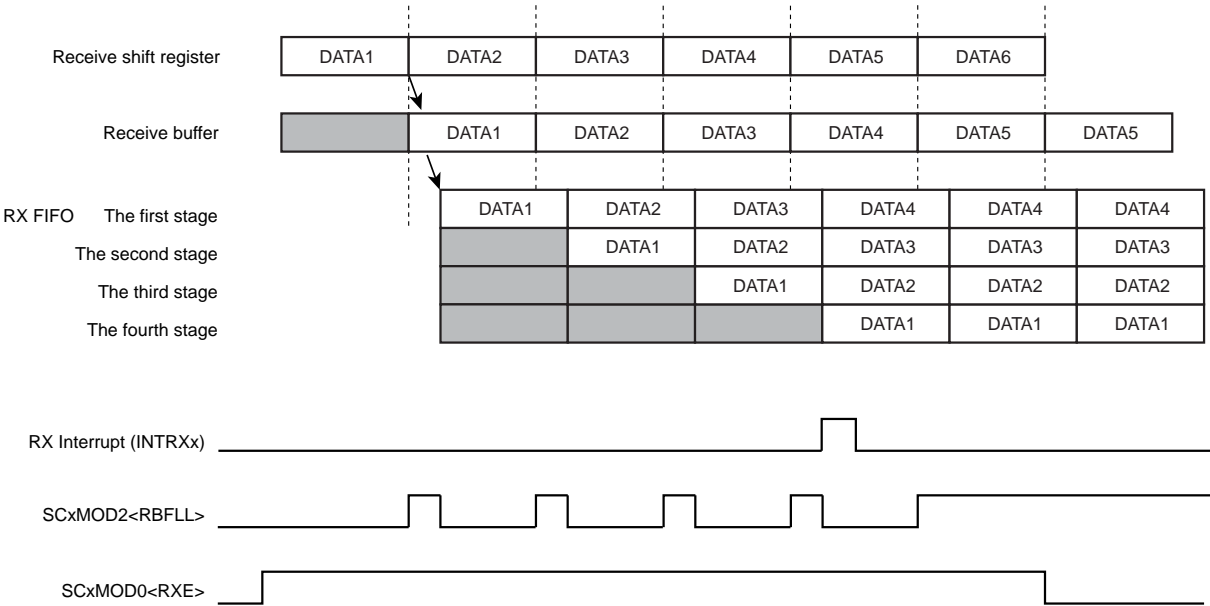 Receive shift register DATA1 DATA2 DATA3 DATA4 DATA5 DATA6
Receive buffer DATA1 DATA2 DATA3 DATA4 DATA5 DATA5
RX FIFO The first stage DATA1 DATA2 DATA3 DATA4 DATA4 DATA4
The second stage DATA1 DATA2 DATA3 DATA3 DATA3
The third stage DATA1 DATA2 DATA2 DATA2
The fourth stage DATA1 DATA1 DATA1
RX Interrupt (INTRXx)
SCxMOD2<RBFLL>
SCxMOD0<RXE>